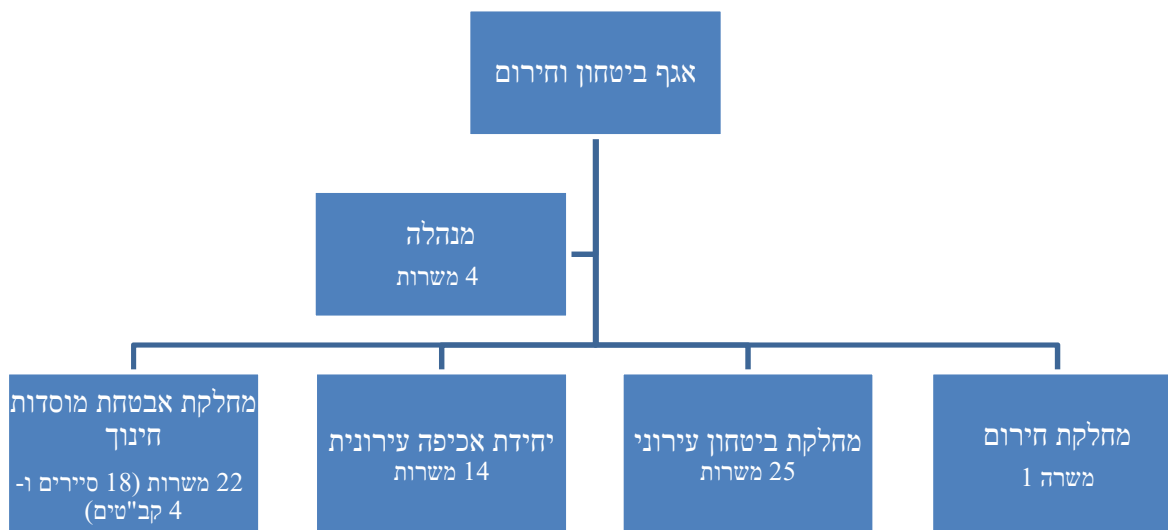 אגף ביטחון וחירום
מנהלה
4 משרות
מחלקת חירום
משרה 1
מחלקת ביטחון עירוני
25 משרות
יחידת אכיפה עירונית
14 משרות
מחלקת אבטחת מוסדות
חינוך
22 משרות (18 סיירים ו-
4 קב"טים)